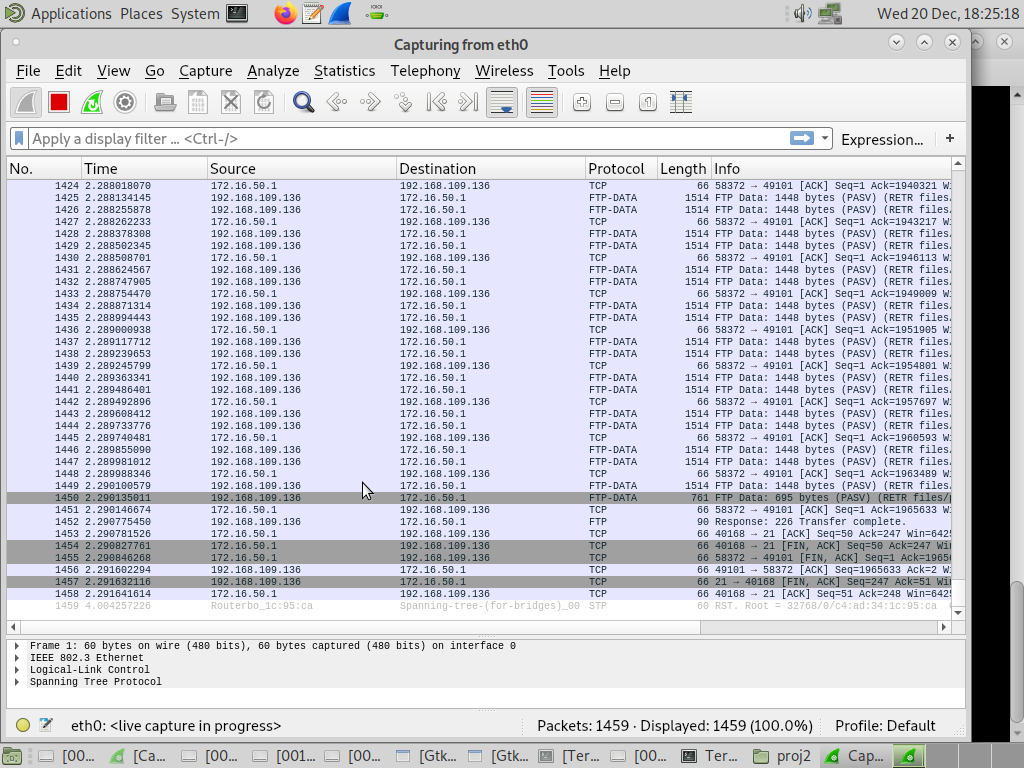 Applications Places System Wed 20 Dec, 18:25:18
Capturing from eth0
File Edit View Go Capture Analyze Statistics Telephony Wireless Tools Help
Apply a display filter ... <Ctrl-/> Expression... +
No. Time Source Destination Protocol Length Info
1424 2.288018070 172.16.50.1 192.168.109.136 TCP 66 58372 → 49101 [ACK] Seq=1 Ack=1940321 Wi
1425 2.288134145 192.168.109.136 172.16.50.1 FTP-DATA 1514 FTP Data: 1448 bytes (PASV) (RETR files/
1426 2.288255878 192.168.109.136 172.16.50.1 FTP-DATA 1514 FTP Data: 1448 bytes (PASV) (RETR files/
1427 2.288262233 172.16.50.1 192.168.109.136 TCP 66 58372 → 49101 [ACK] Seq=1 Ack=1943217 Wi
1428 2.288378308 192.168.109.136 172.16.50.1 FTP-DATA 1514 FTP Data: 1448 bytes (PASV) (RETR files/
1429 2.288502345 192.168.109.136 172.16.50.1 FTP-DATA 1514 FTP Data: 1448 bytes (PASV) (RETR files/
1430 2.288508701 172.16.50.1 192.168.109.136 TCP 66 58372 → 49101 [ACK] Seq=1 Ack=1946113 Wi
1431 2.288624567 192.168.109.136 172.16.50.1 FTP-DATA 1514 FTP Data: 1448 bytes (PASV) (RETR files/
1432 2.288747905 192.168.109.136 172.16.50.1 FTP-DATA 1514 FTP Data: 1448 bytes (PASV) (RETR files/
1433 2.288754470 172.16.50.1 192.168.109.136 TCP 66 58372 → 49101 [ACK] Seq=1 Ack=1949009 Wi
1434 2.288871314 192.168.109.136 172.16.50.1 FTP-DATA 1514 FTP Data: 1448 bytes (PASV) (RETR files/
1435 2.288994443 192.168.109.136 172.16.50.1 FTP-DATA 1514 FTP Data: 1448 bytes (PASV) (RETR files/
1436 2.289000938 172.16.50.1 192.168.109.136 TCP 66 58372 → 49101 [ACK] Seq=1 Ack=1951905 Wi
1437 2.289117712 192.168.109.136 172.16.50.1 FTP-DATA 1514 FTP Data: 1448 bytes (PASV) (RETR files/
1438 2.289239653 192.168.109.136 172.16.50.1 FTP-DATA 1514 FTP Data: 1448 bytes (PASV) (RETR files/
1439 2.289245799 172.16.50.1 192.168.109.136 TCP 66 58372 → 49101 [ACK] Seq=1 Ack=1954801 Wi
1440 2.289363341 192.168.109.136 172.16.50.1 FTP-DATA 1514 FTP Data: 1448 bytes (PASV) (RETR files/
1441 2.289486401 192.168.109.136 172.16.50.1 FTP-DATA 1514 FTP Data: 1448 bytes (PASV) (RETR files/
1442 2.289492896 172.16.50.1 192.168.109.136 TCP 66 58372 → 49101 [ACK] Seq=1 Ack=1957697 Wi
1443 2.289608412 192.168.109.136 172.16.50.1 FTP-DATA 1514 FTP Data: 1448 bytes (PASV) (RETR files/
1444 2.289733776 192.168.109.136 172.16.50.1 FTP-DATA 1514 FTP Data: 1448 bytes (PASV) (RETR files/
1445 2.289740481 172.16.50.1 192.168.109.136 TCP 66 58372 → 49101 [ACK] Seq=1 Ack=1960593 Wi
1446 2.289855090 192.168.109.136 172.16.50.1 FTP-DATA 1514 FTP Data: 1448 bytes (PASV) (RETR files/
1447 2.289981012 192.168.109.136 172.16.50.1 FTP-DATA 1514 FTP Data: 1448 bytes (PASV) (RETR files/
1448 2.289988346 172.16.50.1 192.168.109.136 TCP 66 58372 → 49101 [ACK] Seq=1 Ack=1963489 Wi
1449 2.290100579 192.168.109.136 172.16.50.1 FTP-DATA 1514 FTP Data: 1448 bytes (PASV) (RETR files/
1450 2.290135011 192.168.109.136 172.16.50.1 FTP-DATA 761 FTP Data: 695 bytes (PASV) (RETR files/p
1451 2.290146674 172.16.50.1 192.168.109.136 TCP 66 58372 → 49101 [ACK] Seq=1 Ack=1965633 Wi
1452 2.290775450 192.168.109.136 172.16.50.1 FTP 90 Response: 226 Transfer complete.
1453 2.290781526 172.16.50.1 192.168.109.136 TCP 66 40168 → 21 [ACK] Seq=50 Ack=247 Win=6425
1454 2.290827761 172.16.50.1 192.168.109.136 TCP 66 40168 → 21 [FIN, ACK] Seq=50 Ack=247 Win
1455 2.290846268 172.16.50.1 192.168.109.136 TCP 66 58372 → 49101 [FIN, ACK] Seq=1 Ack=1965
1456 2.291602294 192.168.109.136 172.16.50.1 TCP 66 49101 → 58372 [ACK] Seq=1965633 Ack=2 Wi
1457 2.291632116 192.168.109.136 172.16.50.1 TCP 66 21 → 40168 [FIN, ACK] Seq=247 Ack=51 Win
1458 2.291641614 172.16.50.1 192.168.109.136 TCP 66 40168 → 21 [ACK] Seq=51 Ack=248 Win=6425
1459 4.004257226 Routerbo_1c:95:ca Spanning-tree-(for-bridges)_00 STP 60 RST. Root = 32768/0/c4:ad:34:1c:95:ca
Frame 1: 60 bytes on wire (480 bits), 60 bytes captured (480 bits) on interface 0
IEEE 802.3 Ethernet
Logical-Link Control
Spanning Tree Protocol
eth0: <live capture in progress> Packets: 1459 · Displayed: 1459 (100.0%) Profile: Default
[00... [Ca... [00... [001... [00... [Gtk... [Gtk... [Ter... [00... Ter... proj2 Cap...